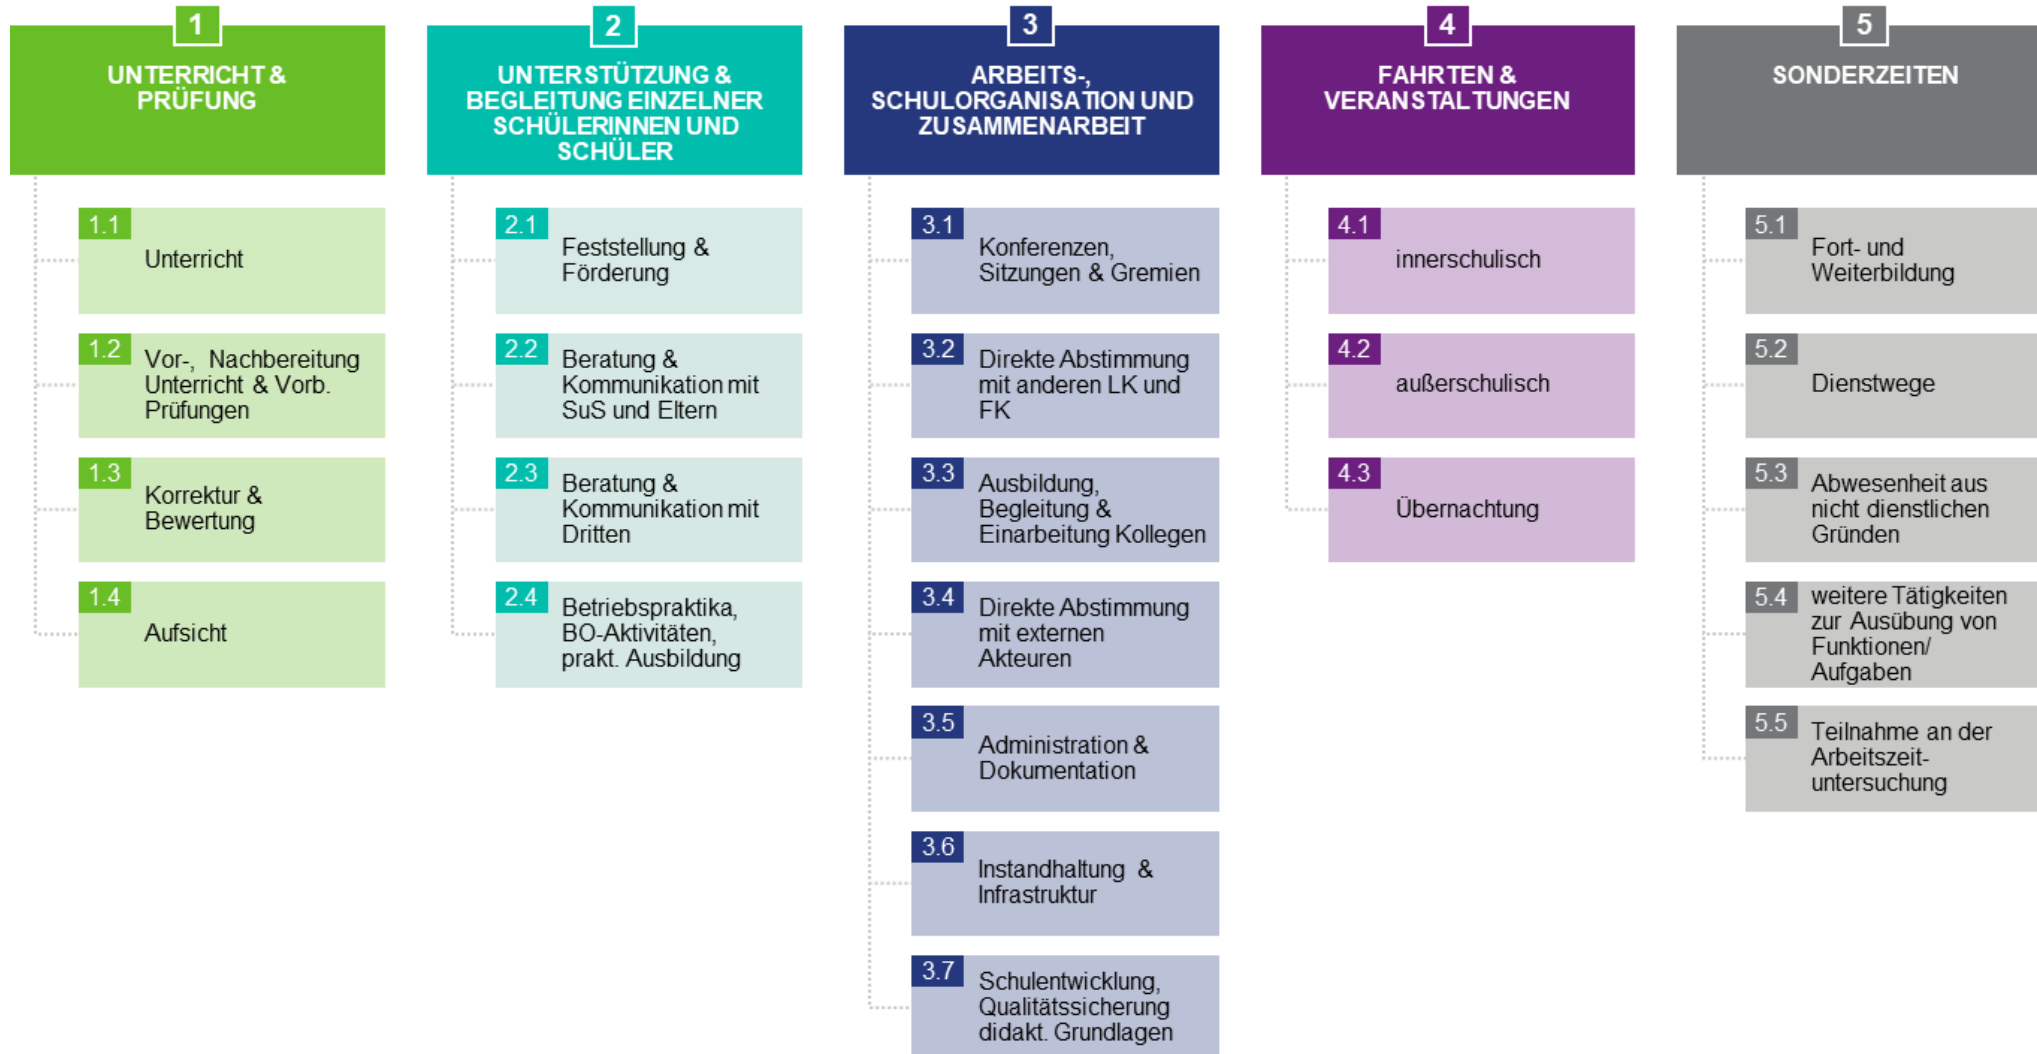 1
UNTERRICHT &
PRÜFUNG
1.1
Unterricht
1.2
Vor-, Nachbereitung
Unterricht & Vorb.
Prüfungen
1.3
Korrektur &
Bewertung
1.4
Aufsicht
2
UNTERSTÜTZUNG &
BEGLEITUNG EINZELNER
SCHÜLERINNEN UND
SCHÜLER
2.1
Feststellung &
Förderung
2.2
Beratung &
Kommunikation mit
SuS und Eltern
2.3
Beratung &
Kommunikation mit
Dritten
2.4
Betriebspraktika,
BO-Aktivitäten,
prakt. Ausbildung
3
ARBEITS-,
SCHULORGANISATION UND
ZUSAMMENARBEIT
3.1
Konferenzen,
Sitzungen & Gremien
3.2
Direkte Abstimmung
mit anderen LK und
FK
3.3
Ausbildung,
Begleitung &
Einarbeitung Kollegen
3.4
Direkte Abstimmung
mit externen
Akteuren
3.5
Administration &
Dokumentation
3.6
Instandhaltung &
Infrastruktur
3.7
Schulentwicklung,
Qualitätssicherung
didakt. Grundlagen
4
FAHRTEN &
VERANSTALTUNGEN
4.1
innerschulisch
4.2
außerschulisch
4.3
Übernachtung
5
SONDERZEITEN
5.1
Fort- und
Weiterbildung
5.2
Dienstwege
5.3
Abwesenheit aus
nicht dienstlichen
Gründen
5.4
weitere Tätigkeiten
zur Ausübung von
Funktionen/
Aufgaben
5.5
Teilnahme an der
Arbeitszeit-
untersuchung